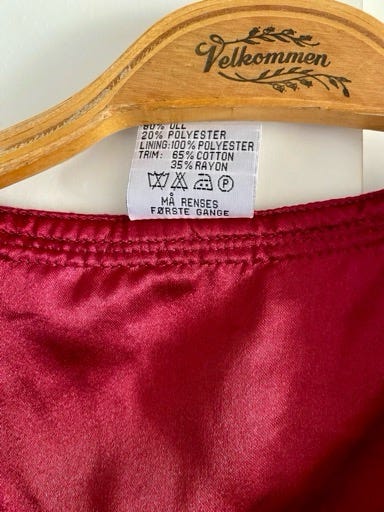 Velkommen
80% ULL
20% POLYESTER
LINING:100% POLYESTER
TRIM: 65% COTTON
35% RAYON
P
MÅ RENSES
FØRSTE GANGE